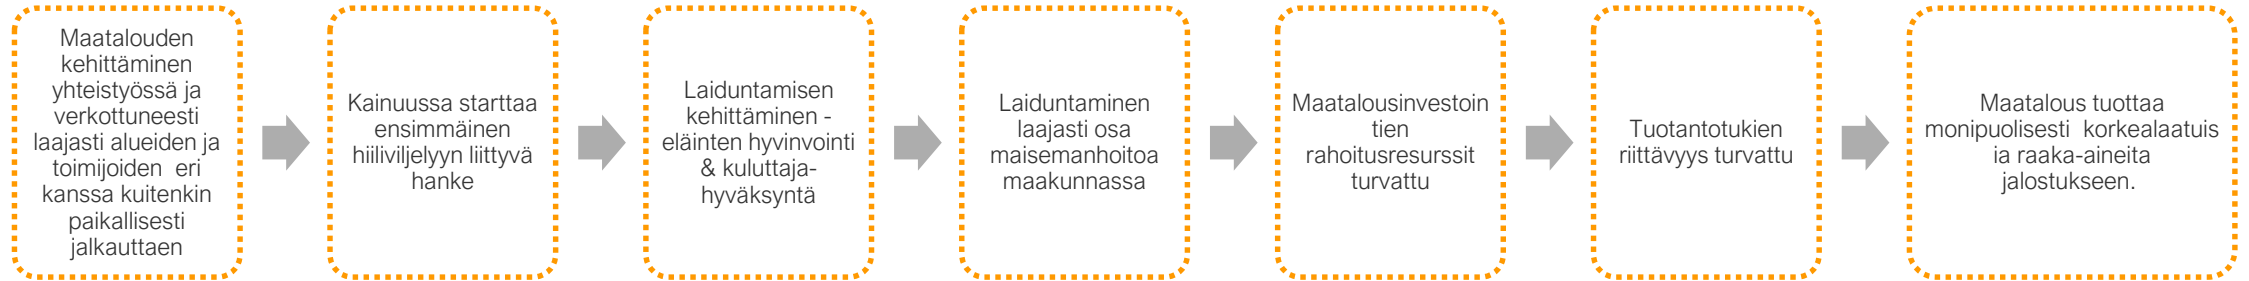 Maatalouden
kehittäminen
yhteistyössä ja
verkottuneesti
laajasti alueiden ja
toimijoiden  eri
kanssa kuitenkin
paikallisesti
jalkauttaen
Kainuussa starttaa
ensimmäinen
hiiliviljelyyn liittyvä
hanke
Laiduntamisen
kehittäminen -
eläinten hyvinvointi
& kuluttaja-
hyväksyntä
Laiduntaminen
laajasti osa
maisemanhoitoa
maakunnassa
Maatalousinvestoin
tien
rahoitusresurssit
turvattu
Tuotantotukien
riittävyys turvattu
Maatalous tuottaa
monipuolisesti  korkealaatuis
ia raaka-aineita
jalostukseen.